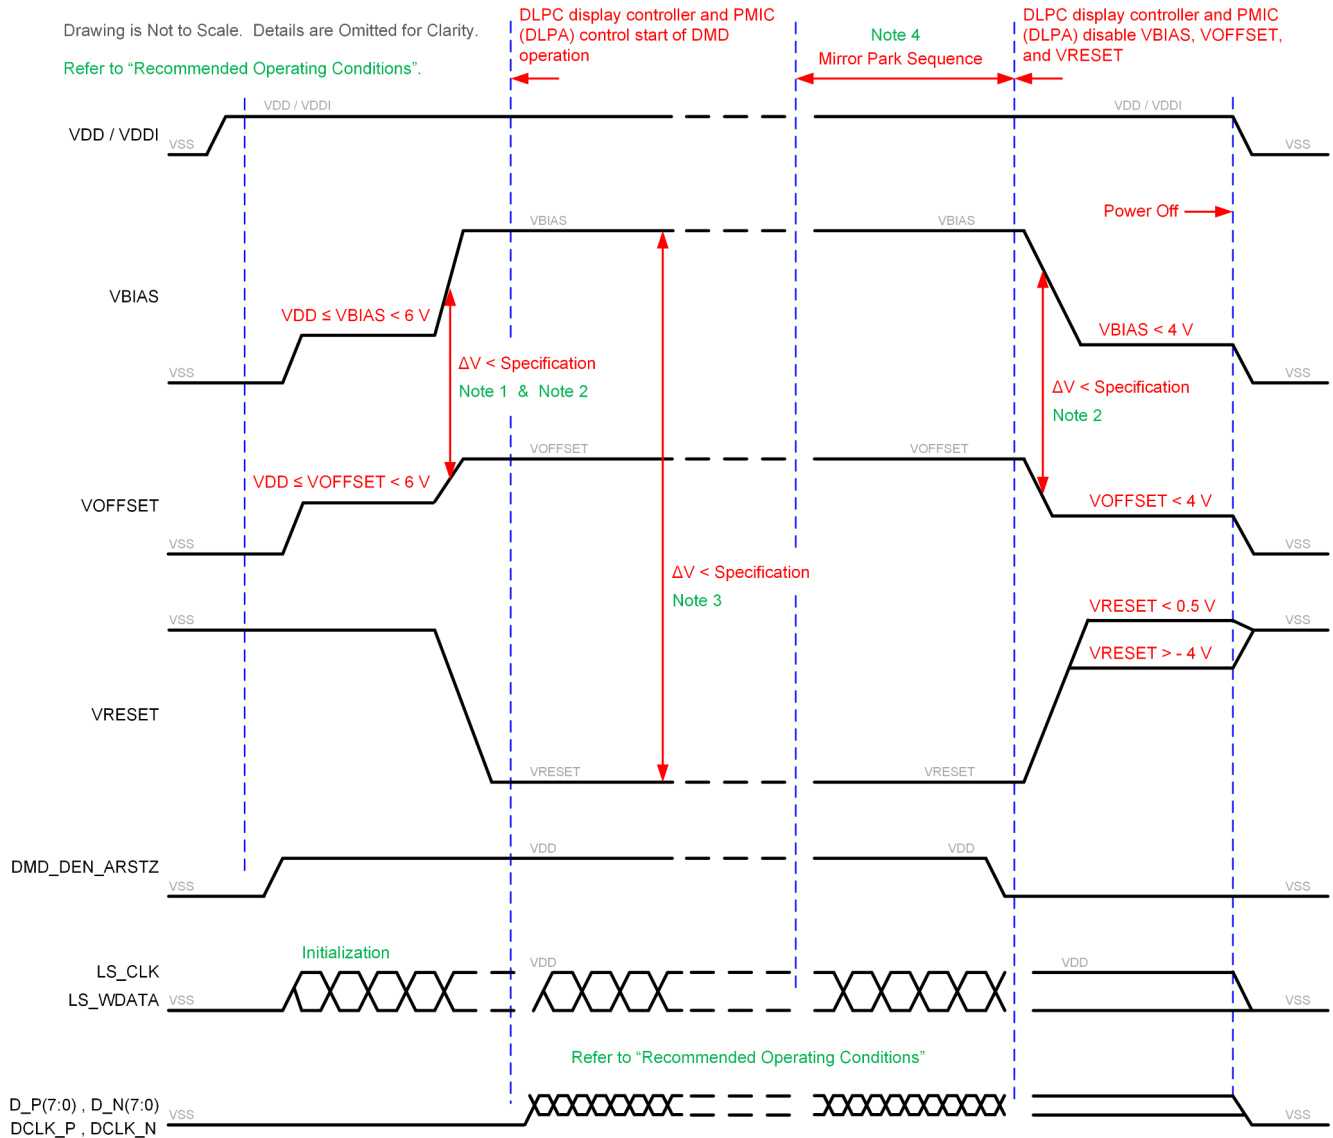 Drawing is Not to Scale.  Details are Omitted for Clarity.
Refer to “Recommended Operating Conditions”.
DLPC display controller and PMIC
(DLPA) control start of DMD
operation
Note 4
Mirror Park Sequence
DLPC display controller and PMIC
(DLPA) disable VBIAS, VOFFSET,
and VRESET
VDD / VDDI
VSS
VDD / VDDI
VDD / VDDI
VSS
Power Off
VBIAS
VSS
VDD ≤ VBIAS < 6 V
VBIAS
VBIAS
VBIAS < 4 V
VSS
ΔV < Specification
Note 1  &  Note 2
ΔV < Specification
Note 2
VOFFSET
VSS
VDD ≤ VOFFSET < 6 V
VOFFSET
VOFFSET
VOFFSET < 4 V
VSS
ΔV < Specification
Note 3
VRESET
VSS
VRESET
VRESET
VRESET < 0.5 V
VRESET > - 4 V
VSS
DMD_DEN_ARSTZ
VSS
VDD
VDD
VSS
Initialization
LS_CLK
LS_WDATA
VSS
VDD
VDD
VSS
Refer to “Recommended Operating Conditions”
D_P(7:0) , D_N(7:0)
DCLK_P , DCLK_N
VSS
VSS